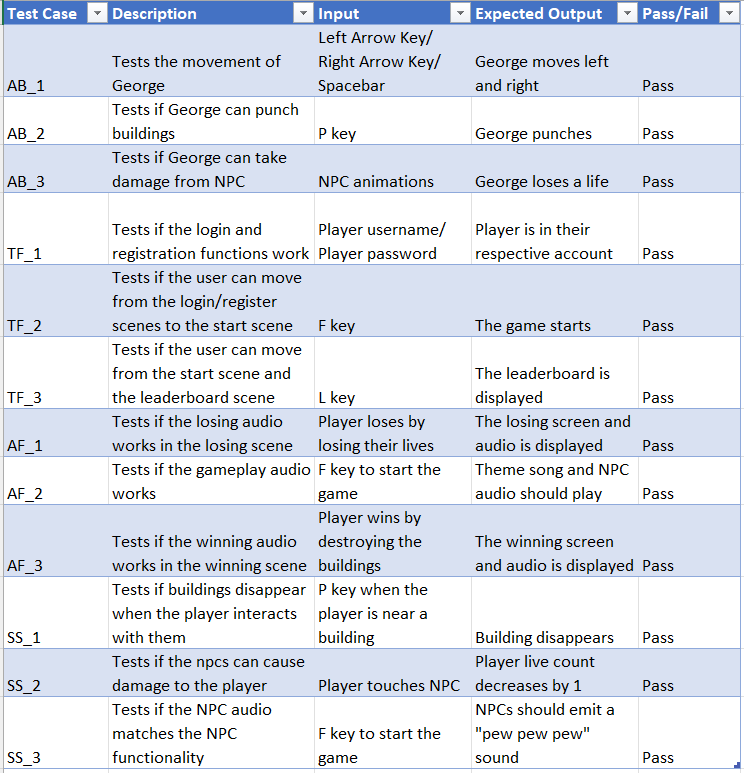 Test Case Description Input Expected Output Pass/Fail
Left Arrow Key/
Tests the movement of Right Arrow Key/ George moves left
AB_1 George Spacebar and right Pass
Tests if George can punch
AB_2 buildings P key George punches Pass
Tests if George can take
AB_3 damage from NPC NPC animations George loses a life Pass
Tests if the login and Player username/ Player is in their
TF_1 registration functions work Player password respective account Pass
Tests if the user can move
from the login/register
TF_2 scenes to the start scene F key The game starts Pass
Tests if the user can move
from the start scene and The leaderboard is
TF_3 the leaderboard scene L key displayed Pass
Tests if the losing audio Player loses by The losing screen and
AF_1 works in the losing scene losing their lives audio is displayed Pass
Tests if the gameplay audio F key to start the Theme song and NPC
AF_2 works game audio should play Pass
Player wins by
Tests if the winning audio destroying the The winning screen
AF_3 works in the winning scene buildings and audio is displayed Pass
Tests if buildings disappear P key when the
when the player interacts player is near a
SS_1 with them building Building disappears Pass
Tests if the npcs can cause Player live count
SS_2 damage to the player Player touches NPC decreases by 1 Pass
Tests if the NPC audio NPCs should emit a
matches the NPC F key to start the "pew pew pew"
SS_3 functionality game sound Pass